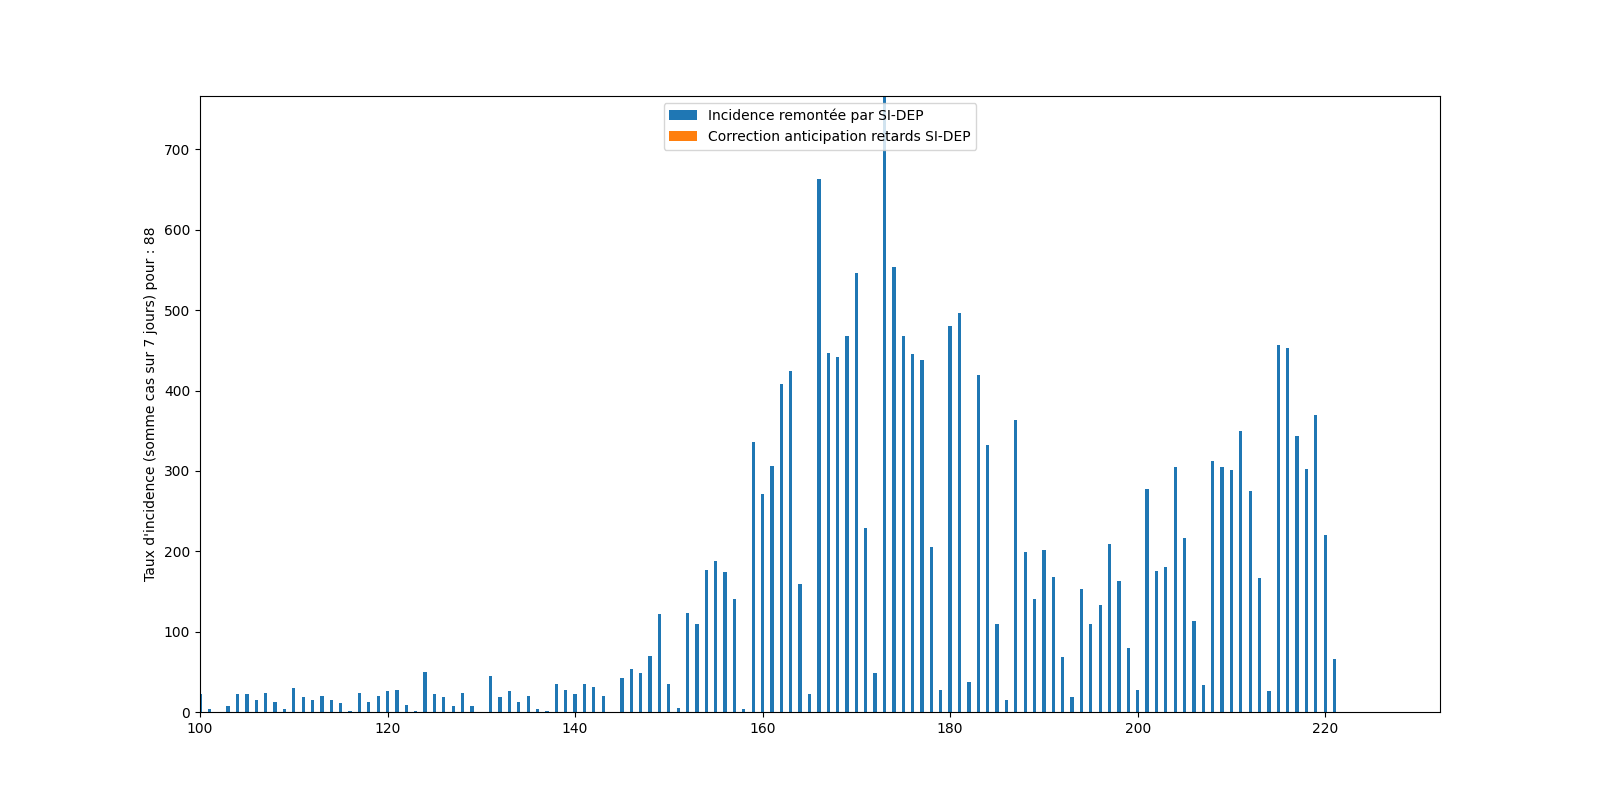 Incidence remontée par SI-DEP
Correction anticipation retards SI-DEP
Taux d'incidence (somme cas sur 7 jours) pour : 88
700
600
500
400
300
200
100
0
100 120 140 160 180 200 220